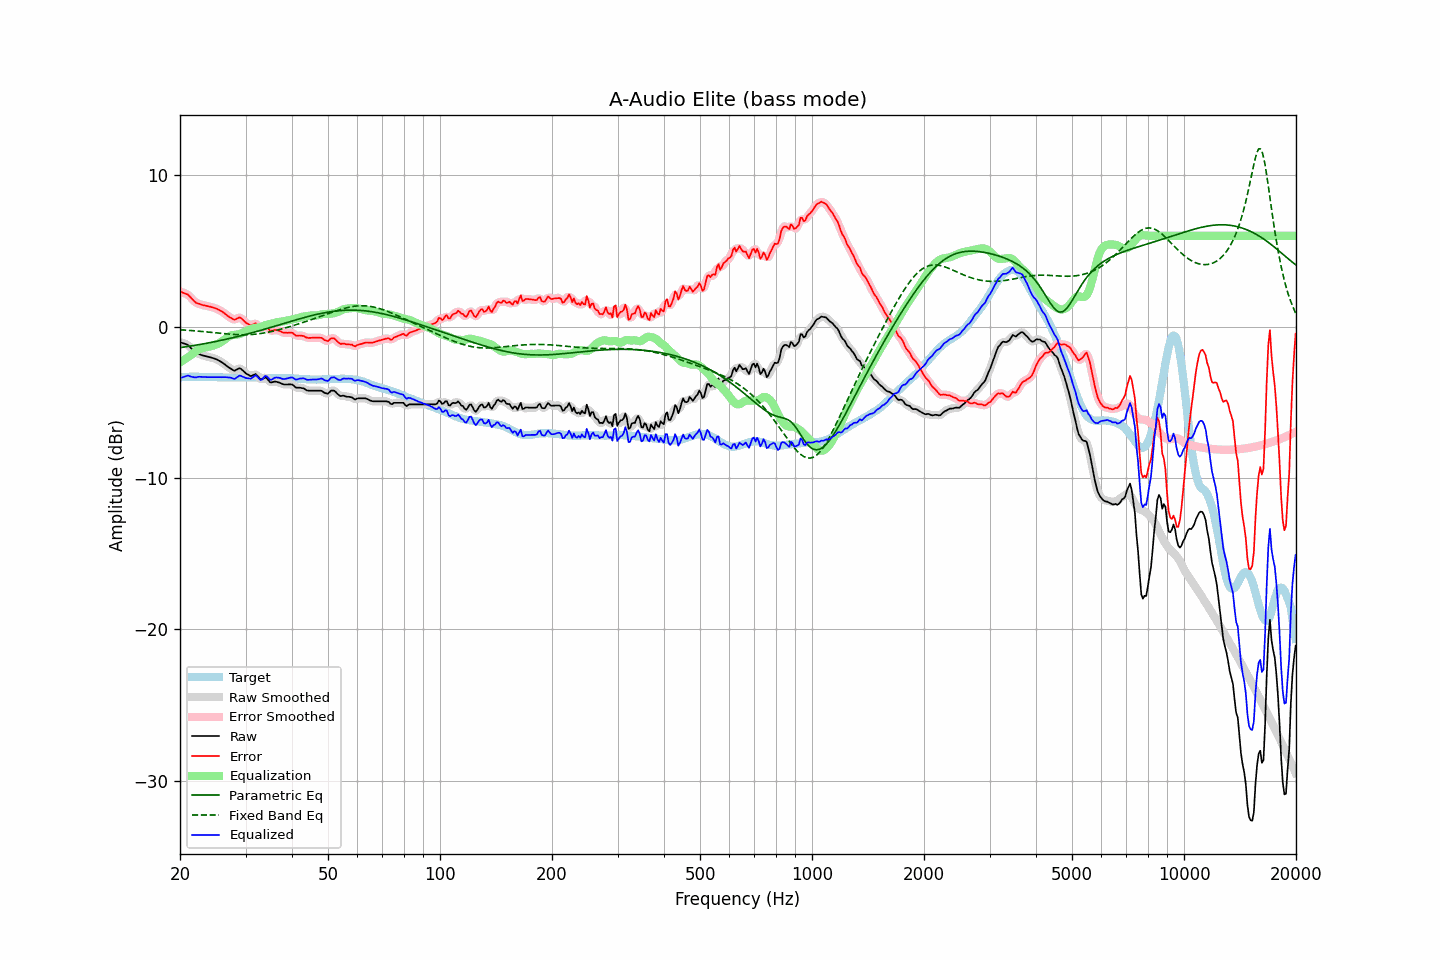 A-Audio Elite (bass mode)
Amplitude (dBr)
10
0
−10
−20
−30
Target
Raw Smoothed
Error Smoothed
Raw
Error
Equalization
Parametric Eq
Fixed Band Eq
Equalized
20 50 100 200 500 1000 2000 5000 10000 20000
Frequency (Hz)